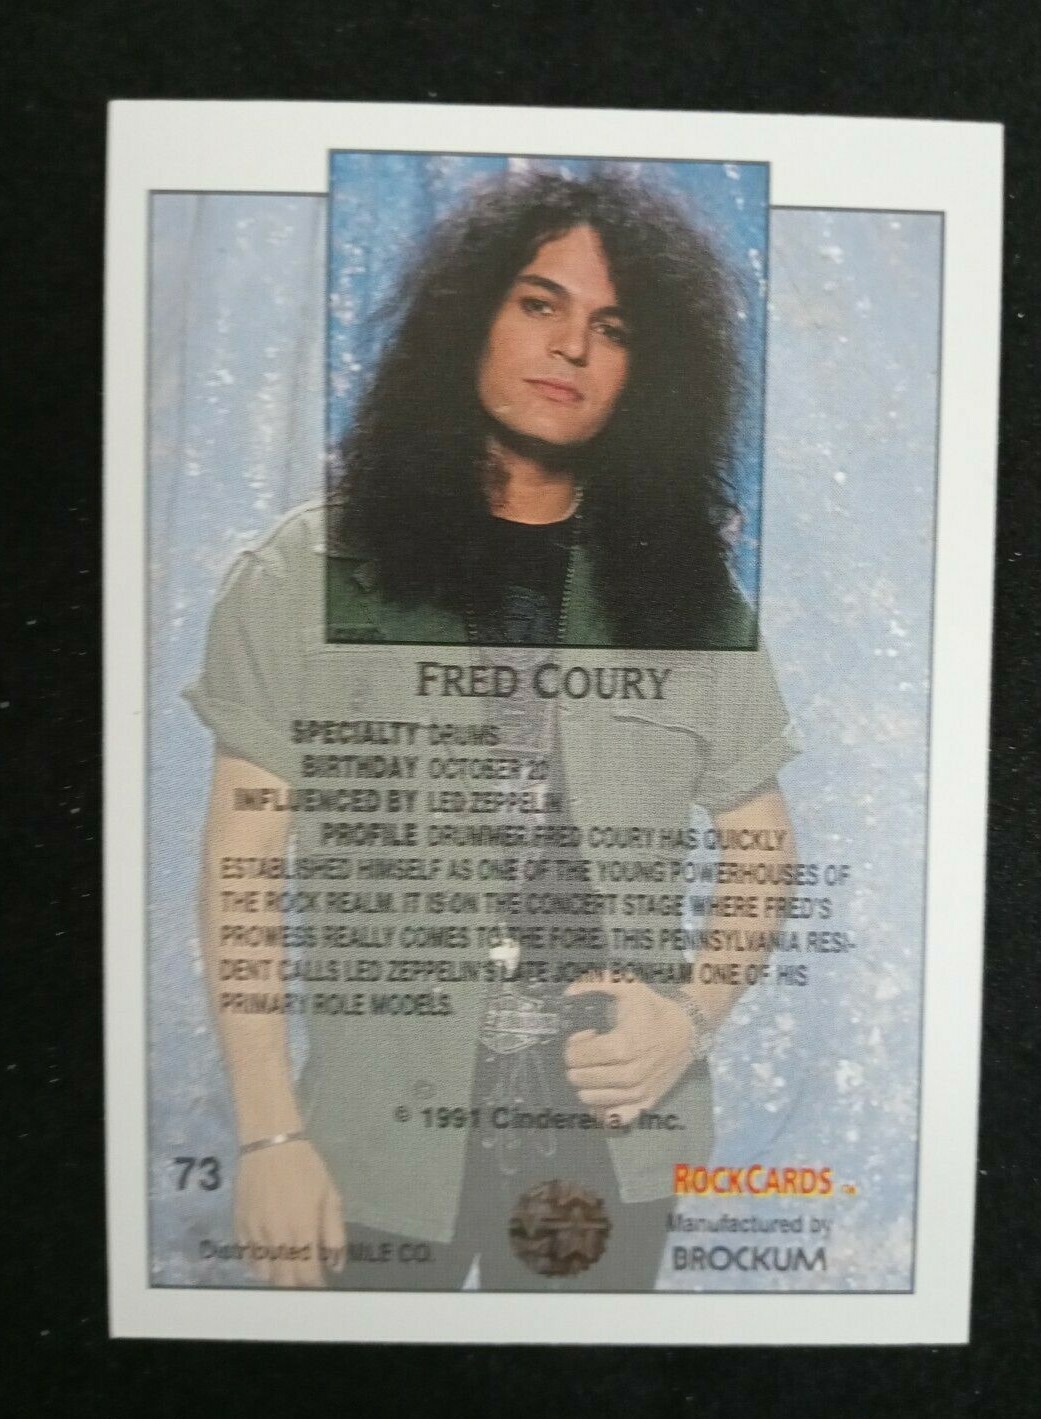 FRED COURY
SPECIALTY DRUMS
BIRTHDAY OCTOBER 20
INFLUENCED BY LED ZEPPELIN
PROFILE DRUMMER FRED COURY HAS QUICKLY
ESTABLISHED HIMSELF AS ONE OF THE YOUNG POWERHOUSES OF
THE ROCK REALM. IT IS ON THE CONCERT STAGE WHERE FRED'S
PROWESS REALLY COMES TO THE FORE. THIS PENNSYLVANIA RESI-
DENT CALLS LED ZEPPELIN'S LATE JOHN BONHAM ONE OF HIS
PRIMARY ROLE MODELS.
© 1991 Cinderella, Inc.
73
ROCKCARDS ™
Manufactured by
BROCKUM
Distributed by NLE CO.